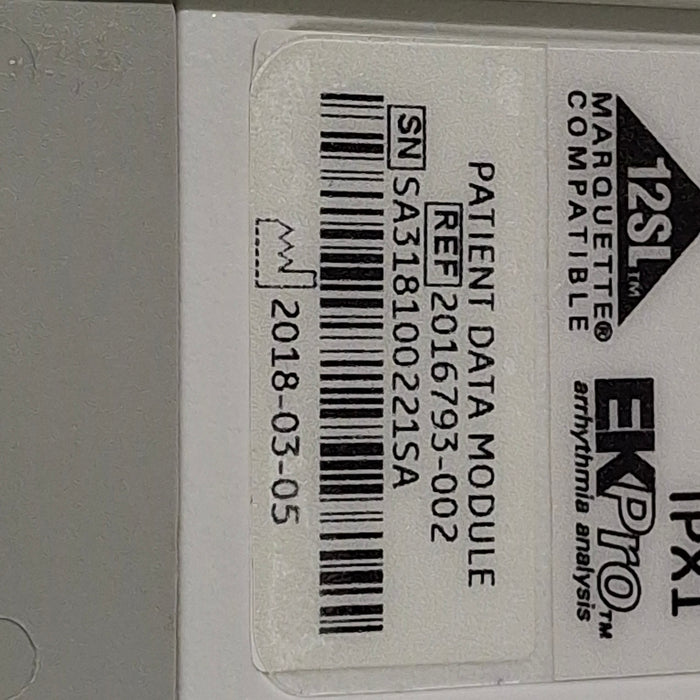 IPX1
12SL™
MARQUETTE®
COMPATIBLE
EKPro™
arrhythmia analysis
PATIENT DATA MODULE
REF 2016793-002
SN SA318100221SA
2018-03-05